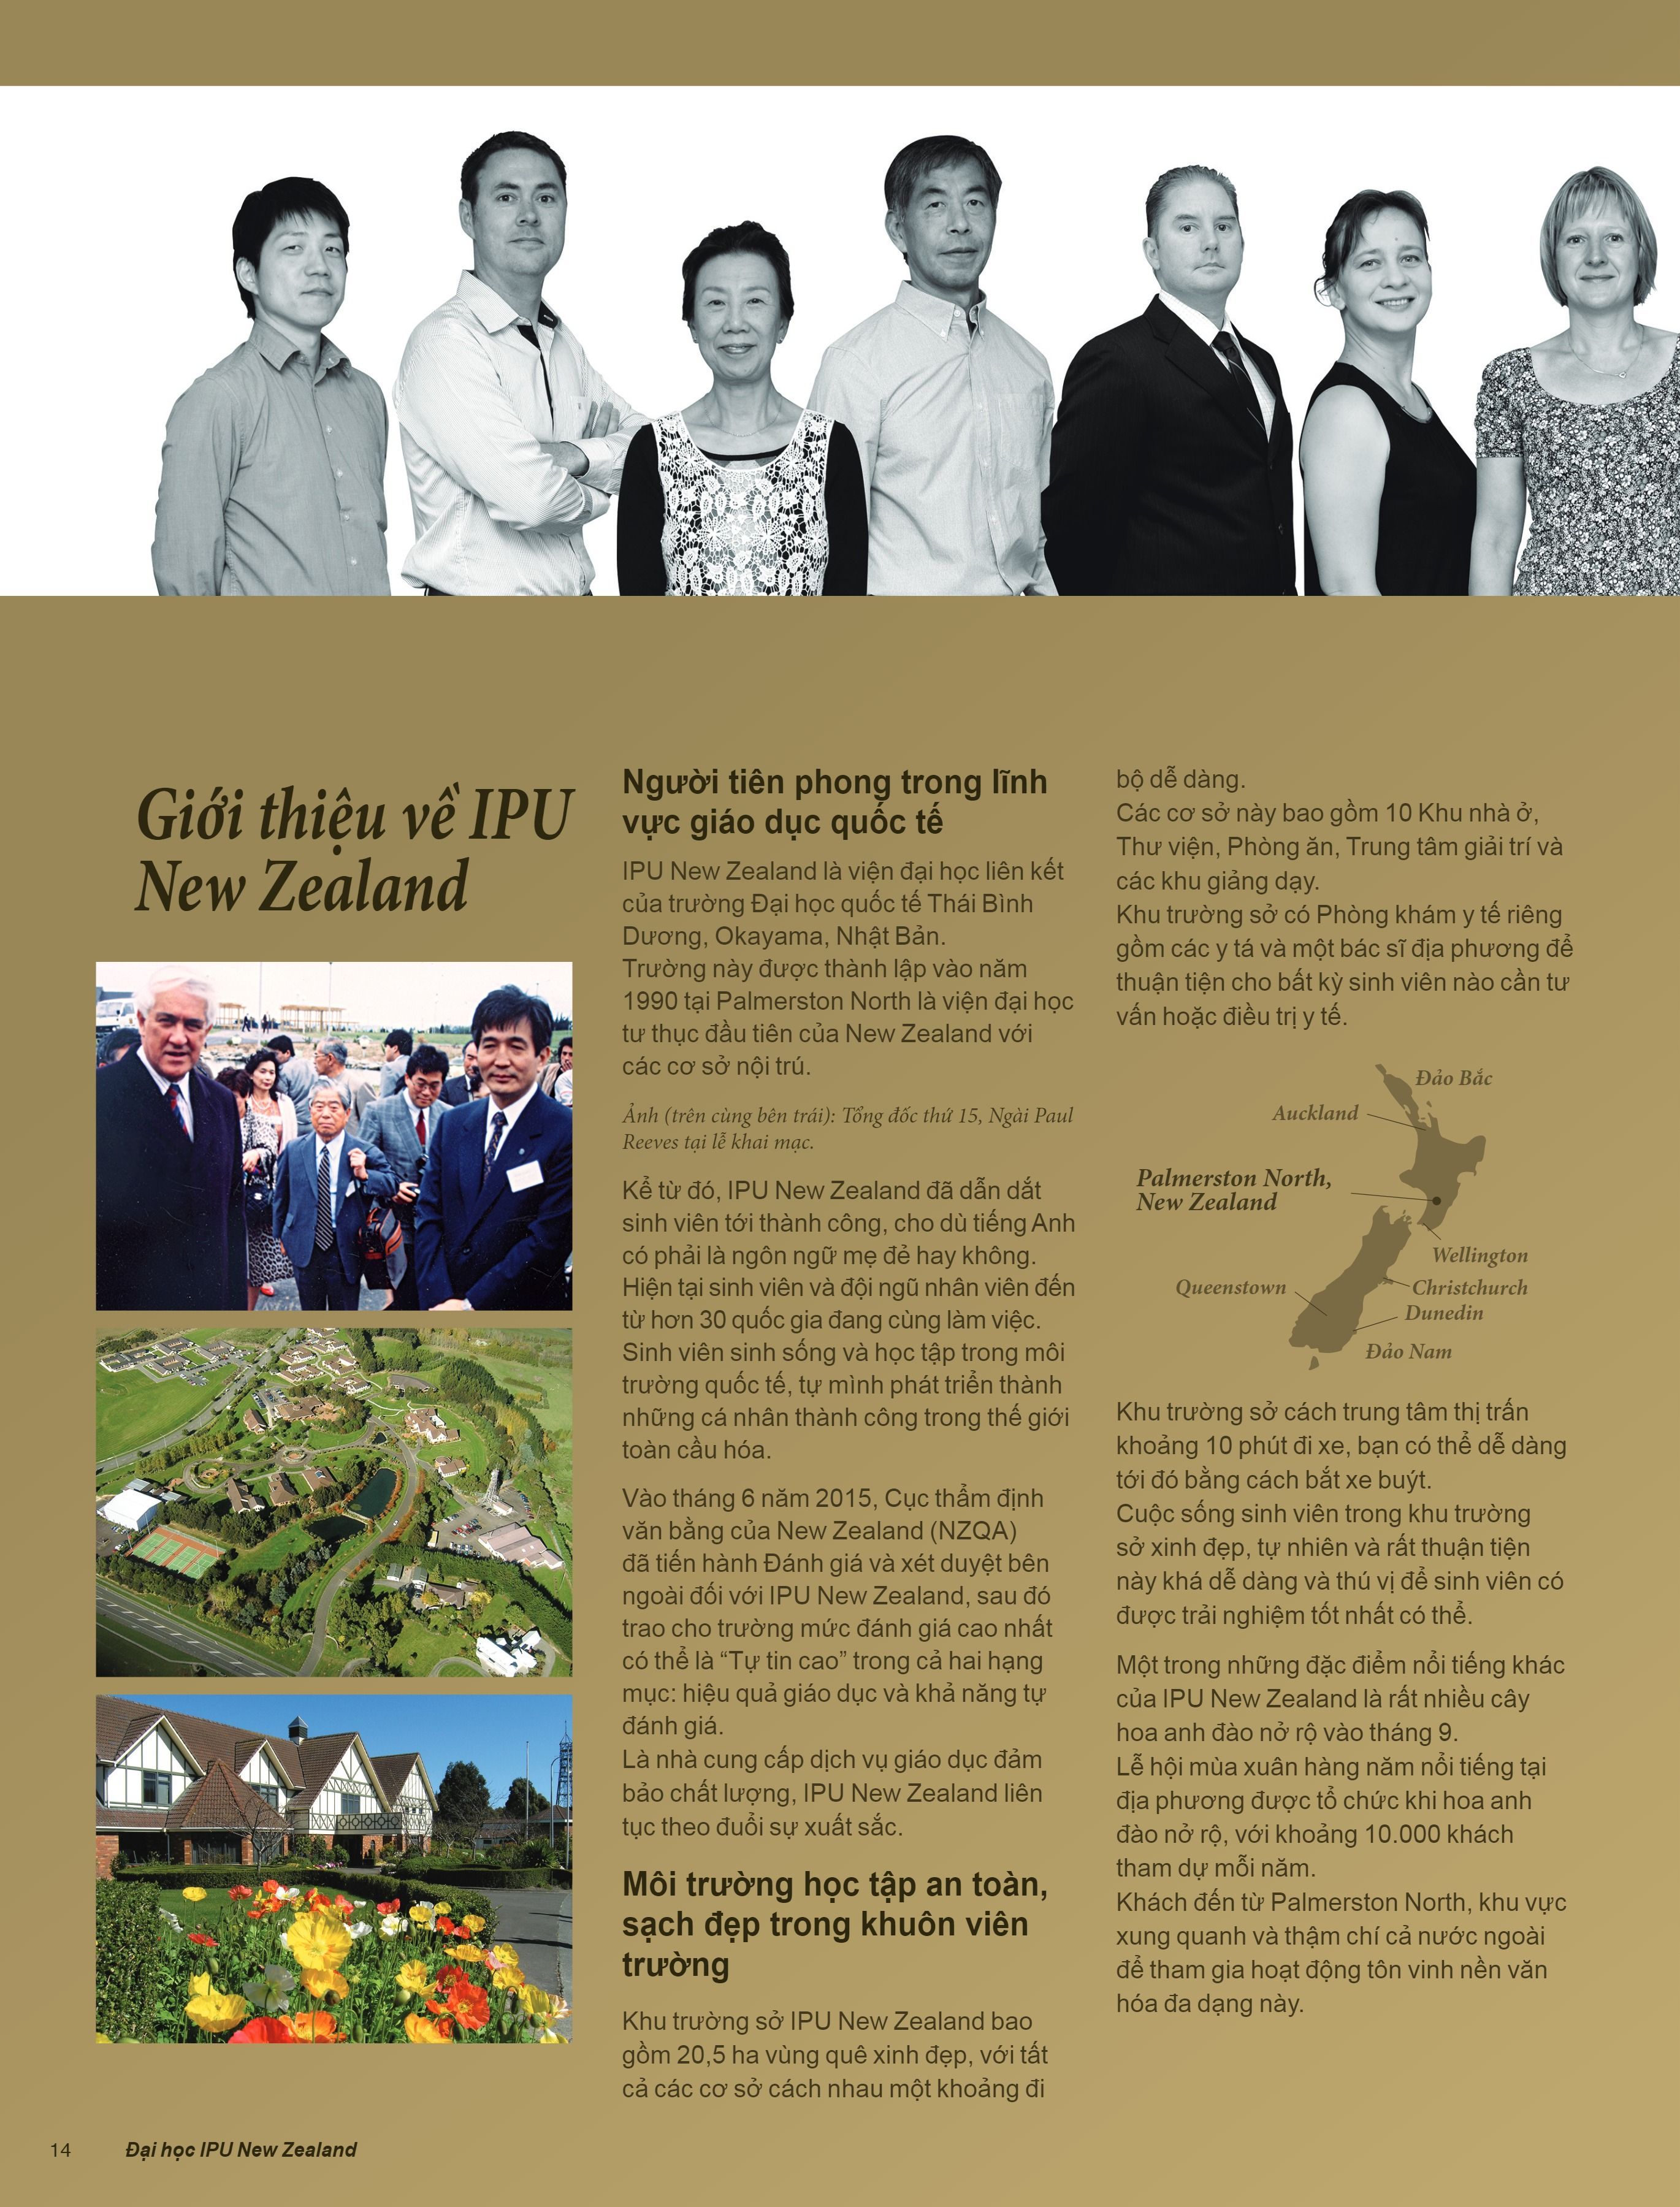 Giới thiệu về IPU
New Zealand
Người tiên phong trong lĩnh
vực giáo dục quốc tế
IPU New Zealand là viện đại học liên kết
của trường Đại học quốc tế Thái Bình
Dương, Okayama, Nhật Bản.
Trường này được thành lập vào năm
1990 tại Palmerston North là viện đại học
tư thục đầu tiên của New Zealand với
các cơ sở nội trú.
Ảnh (trên cùng bên trái): Tổng đốc thứ 15, Ngài Paul
Reeves tại lễ khai mạc.
Kể từ đó, IPU New Zealand đã dẫn dắt
sinh viên tới thành công, cho dù tiếng Anh
có phải là ngôn ngữ mẹ đẻ hay không.
Hiện tại sinh viên và đội ngũ nhân viên đến
từ hơn 30 quốc gia đang cùng làm việc.
Sinh viên sinh sống và học tập trong môi
trường quốc tế, tự mình phát triển thành
những cá nhân thành công trong thế giới
toàn cầu hóa.
Vào tháng 6 năm 2015, Cục thẩm định
văn bằng của New Zealand (NZQA)
đã tiến hành Đánh giá và xét duyệt bên
ngoài đối với IPU New Zealand, sau đó
trao cho trường mức đánh giá cao nhất
có thể là “Tự tin cao” trong cả hai hạng
mục: hiệu quả giáo dục và khả năng tự
đánh giá.
Là nhà cung cấp dịch vụ giáo dục đảm
bảo chất lượng, IPU New Zealand liên
tục theo đuổi sự xuất sắc.
Môi trường học tập an toàn,
sạch đẹp trong khuôn viên
trường
Khu trường sở IPU New Zealand bao
gồm 20,5 ha vùng quê xinh đẹp, với tất
cả các cơ sở cách nhau một khoảng đi
bộ dễ dàng.
Các cơ sở này bao gồm 10 Khu nhà ở,
Thư viện, Phòng ăn, Trung tâm giải trí và
các khu giảng dạy.
Khu trường sở có Phòng khám y tế riêng
gồm các y tá và một bác sĩ địa phương để
thuận tiện cho bất kỳ sinh viên nào cần tư
vấn hoặc điều trị y tế.
Đảo Bắc
Auckland
Palmerston North,
New Zealand
Wellington
Queenstown
Christchurch
Dunedin
Đảo Nam
Khu trường sở cách trung tâm thị trấn
khoảng 10 phút đi xe, bạn có thể dễ dàng
tới đó bằng cách bắt xe buýt.
Cuộc sống sinh viên trong khu trường
sở xinh đẹp, tự nhiên và rất thuận tiện
này khá dễ dàng và thú vị để sinh viên có
được trải nghiệm tốt nhất có thể.
Một trong những đặc điểm nổi tiếng khác
của IPU New Zealand là rất nhiều cây
hoa anh đào nở rộ vào tháng 9.
Lễ hội mùa xuân hàng năm nổi tiếng tại
địa phương được tổ chức khi hoa anh
đào nở rộ, với khoảng 10.000 khách
tham dự mỗi năm.
Khách đến từ Palmerston North, khu vực
xung quanh và thậm chí cả nước ngoài
để tham gia hoạt động tôn vinh nền văn
hóa đa dạng này.
14
Đại học IPU New Zealand